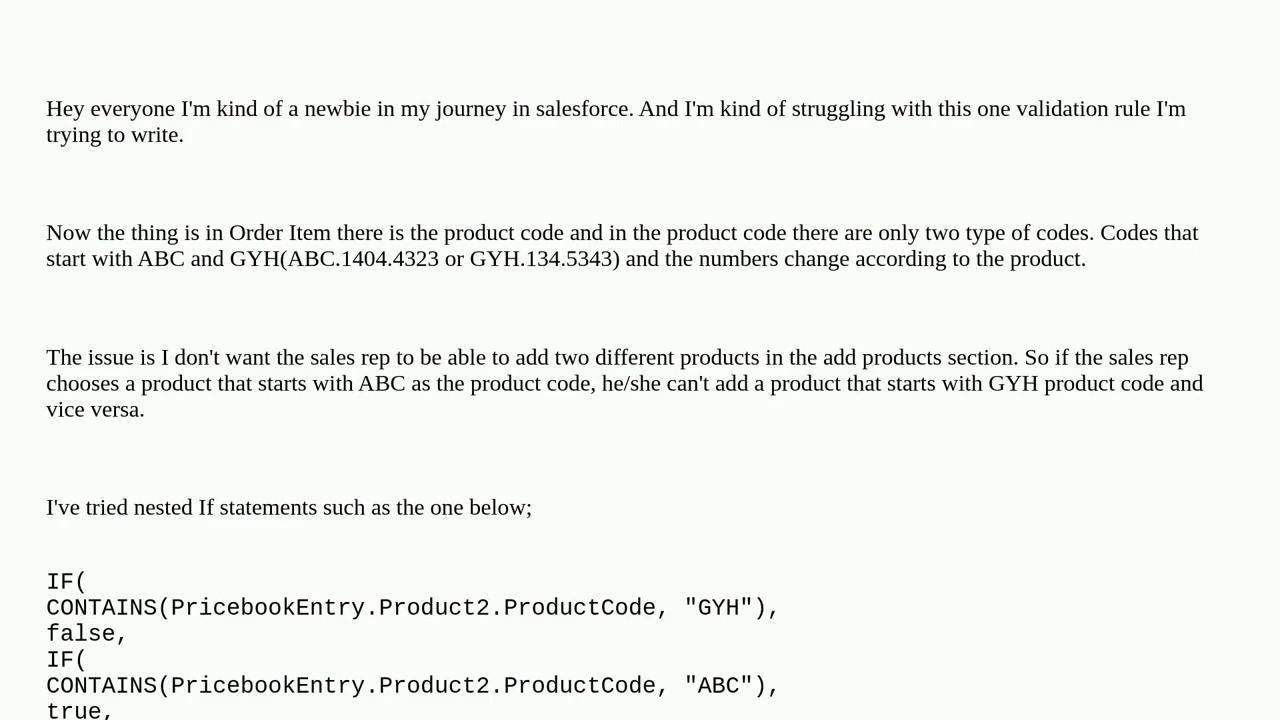 Hey everyone I'm kind of a newbie in my journey in salesforce. And I'm kind of struggling with this one validation rule I'm
trying to write.
Now the thing is in Order Item there is the product code and in the product code there are only two type of codes. Codes that
start with ABC and GYH(ABC.1404.4323 or GYH.134.5343) and the numbers change according to the product.
The issue is I don't want the sales rep to be able to add two different products in the add products section. So if the sales rep
chooses a product that starts with ABC as the product code, he/she can't add a product that starts with GYH product code and
vice versa.
I've tried nested If statements such as the one below;
IF(
CONTAINS(PricebookEntry.Product2.ProductCode, "GYH"),
false,
IF(
CONTAINS(PricebookEntry.Product2.ProductCode, "ABC"),
true,